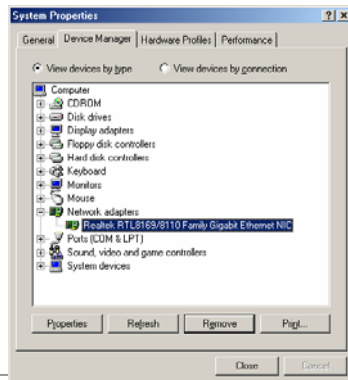 System Properties
General Device Manager Hardware Profiles Performance
View devices by type View devices by connection
Computer
CDROM
Disk drives
Display adapters
Floppy disk controllers
Hard disk controllers
Keyboard
Monitors
Mouse
Network adapters
Realtek RTL8169/8110 Family Gigabit Ethernet NIC
Ports (COM & LPT)
Sound, video and game controllers
System devices
Properties Refresh Remove Print...
Close Cancel